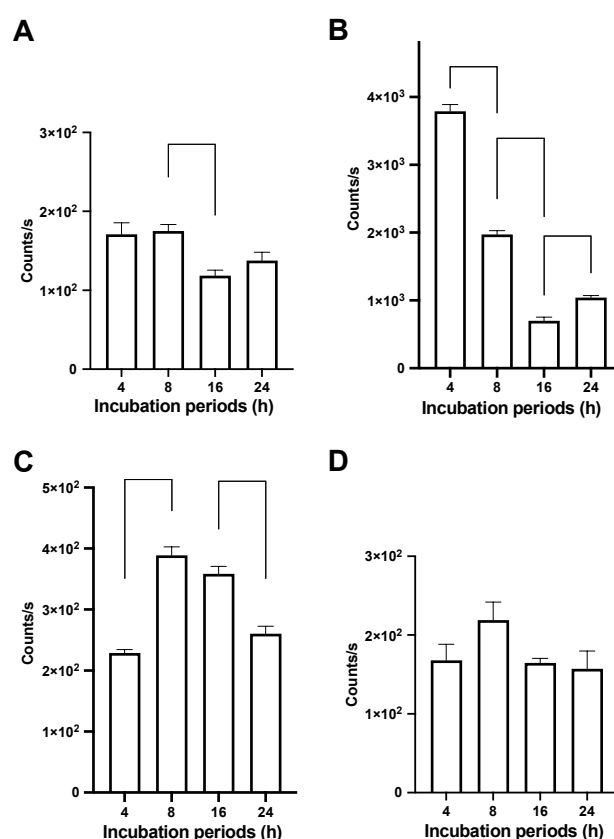 A
3×10²
2×10²
1×10²
0
Counts/s
4 8 16 24
Incubation periods (h)
B
4×10³
3×10³
2×10³
1×10³
0
Counts/s
4 8 16 24
Incubation periods (h)
C
5×10²
4×10²
3×10²
2×10²
1×10²
0
Counts/s
4 8 16 24
Incubation periods (h)
D
3×10²
2×10²
1×10²
0
Counts/s
4 8 16 24
Incubation periods (h)